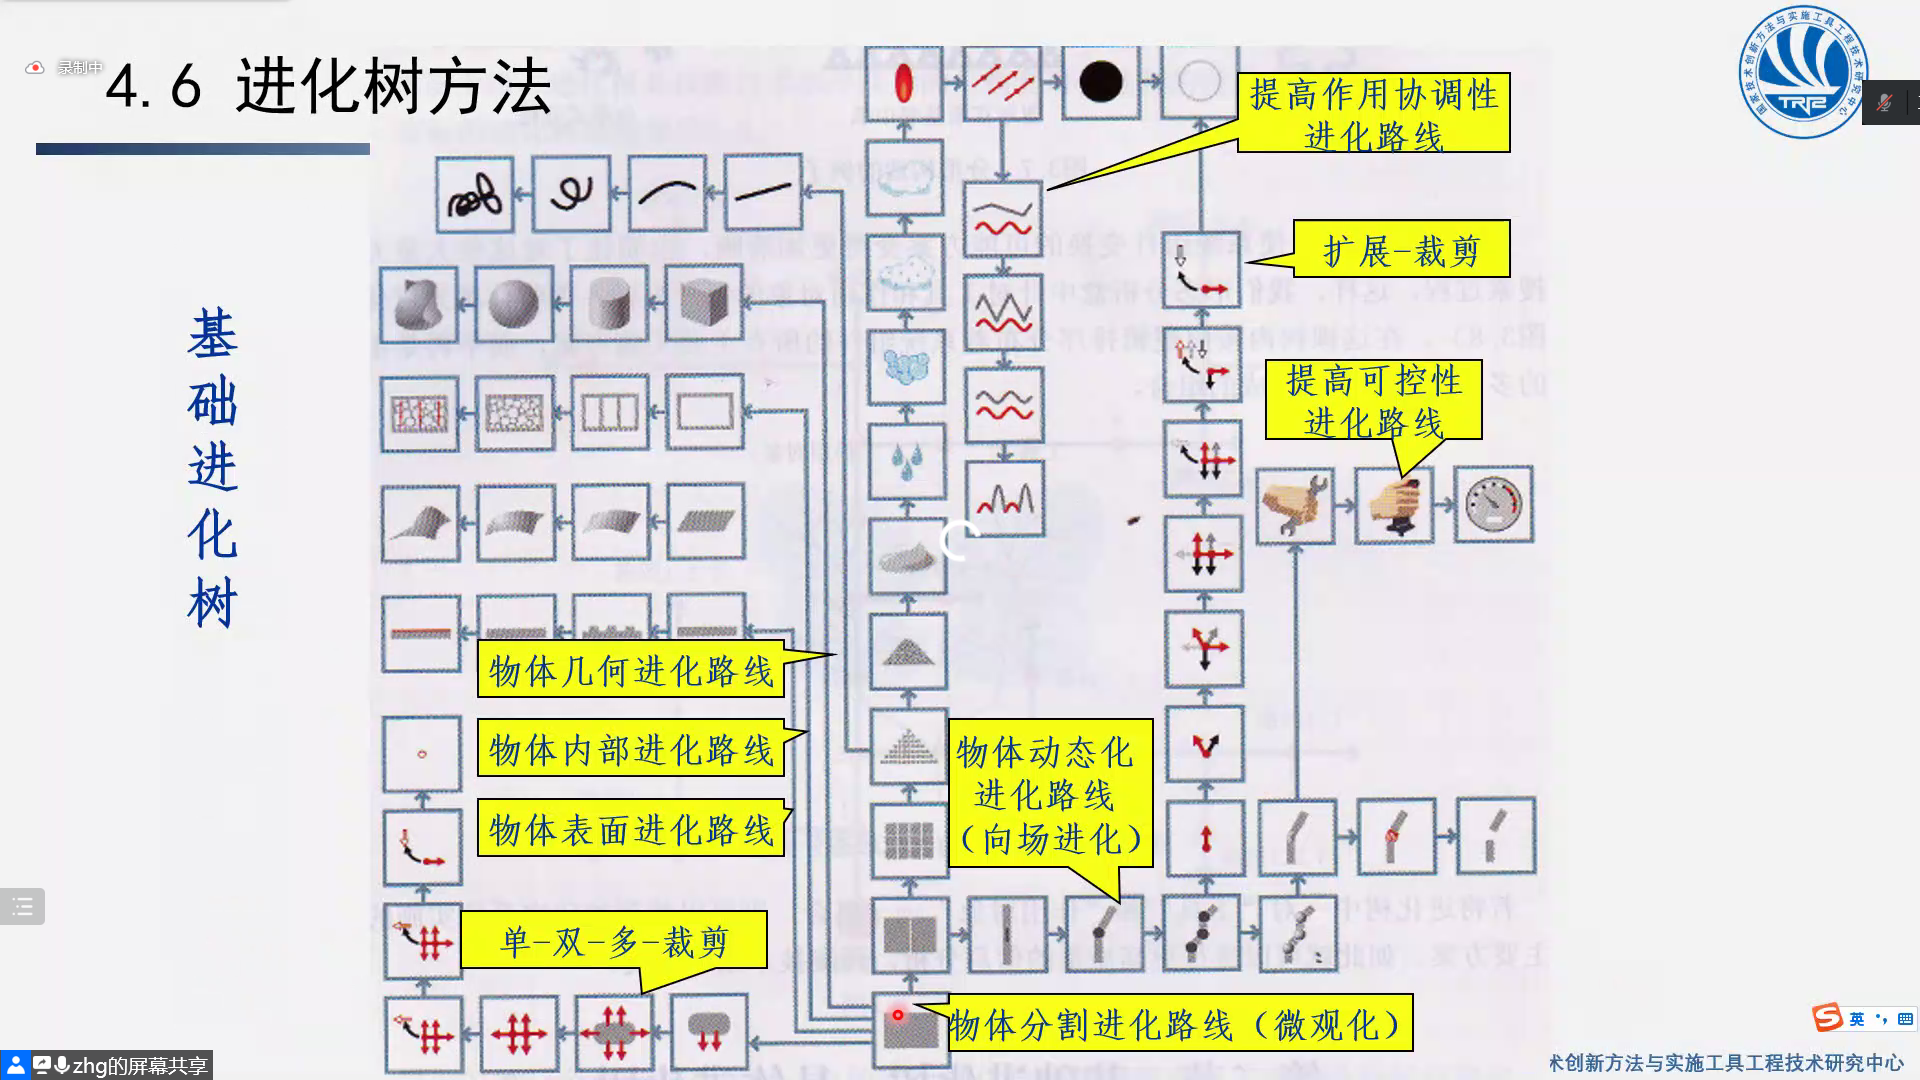 录制中
4.6 进化树方法
基础进化树
提高作用协调性
进化路线
扩展-裁剪
提高可控性
进化路线
物体几何进化路线
物体内部进化路线
物体表面进化路线
物体动态化
进化路线
（向场进化）
单-双-多-裁剪
物体分割进化路线（微观化）
TRIZ
英
zhg的屏幕共享
术创新方法与实施工具工程技术研究中心